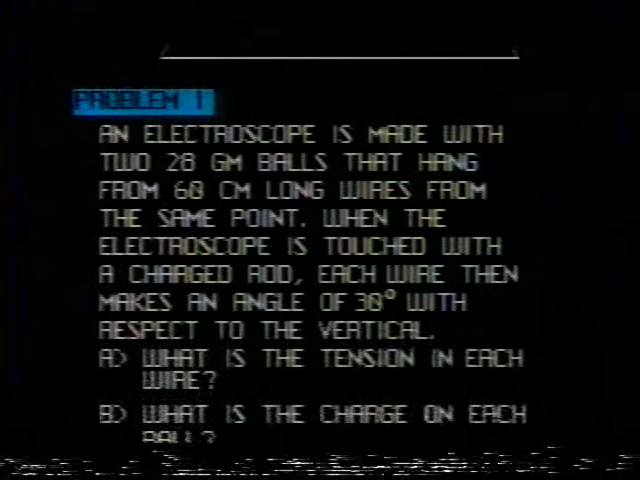 PROBLEM 1
AN ELECTROSCOPE IS MADE WITH
TWO 28 GM BALLS THAT HANG
FROM 60 CM LONG WIRES FROM
THE SAME POINT. WHEN THE
ELECTROSCOPE IS TOUCHED WITH
A CHARGED ROD, EACH WIRE THEN
MAKES AN ANGLE OF 30° WITH
RESPECT TO THE VERTICAL.
A) WHAT IS THE TENSION IN EACH
WIRE?
B) WHAT IS THE CHARGE ON EACH
BALL?